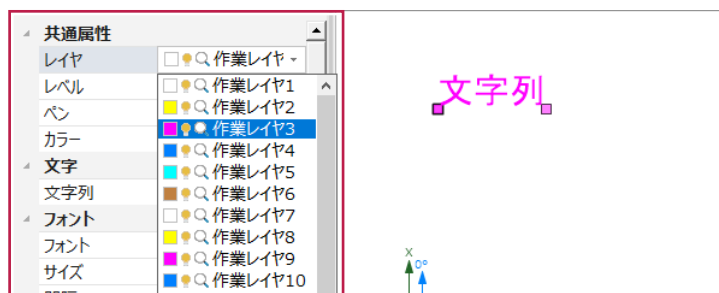 共通属性
レイヤ 作業レイヤ
レベル 作業レイヤ1
ペン 作業レイヤ2
カラー 作業レイヤ3
文字 作業レイヤ4
文字列 作業レイヤ5
フォント 作業レイヤ6
フォント 作業レイヤ7
サイズ 作業レイヤ8
作業レイヤ9
作業レイヤ10
文字列
X
0°